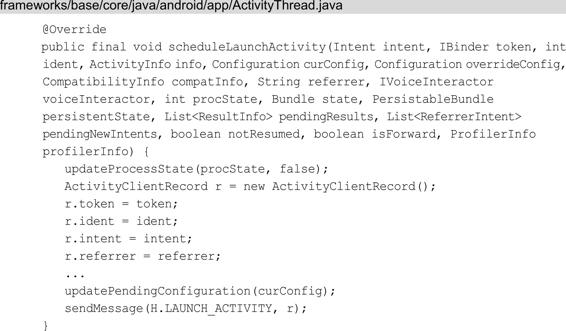 frameworks/base/core/java/android/app/ActivityThread.java
@Override
public final void scheduleLaunchActivity(Intent intent, IBinder token, int
ident, ActivityInfo info, Configuration curConfig, Configuration overrideConfig,
CompatibilityInfo compatInfo, String referrer, IVoiceInteractor
voiceInteractor, int procState, Bundle state, PersistableBundle
persistentState, List<ResultInfo> pendingResults, List<ReferrerIntent>
pendingNewIntents, boolean notResumed, boolean isForward, ProfilerInfo
profilerInfo) {
updateProcessState(procState, false);
ActivityClientRecord r = new ActivityClientRecord();
r.token = token;
r.ident = ident;
r.intent = intent;
r.referrer = referrer;
...
updatePendingConfiguration(curConfig);
sendMessage(H.LAUNCH_ACTIVITY, r);
}